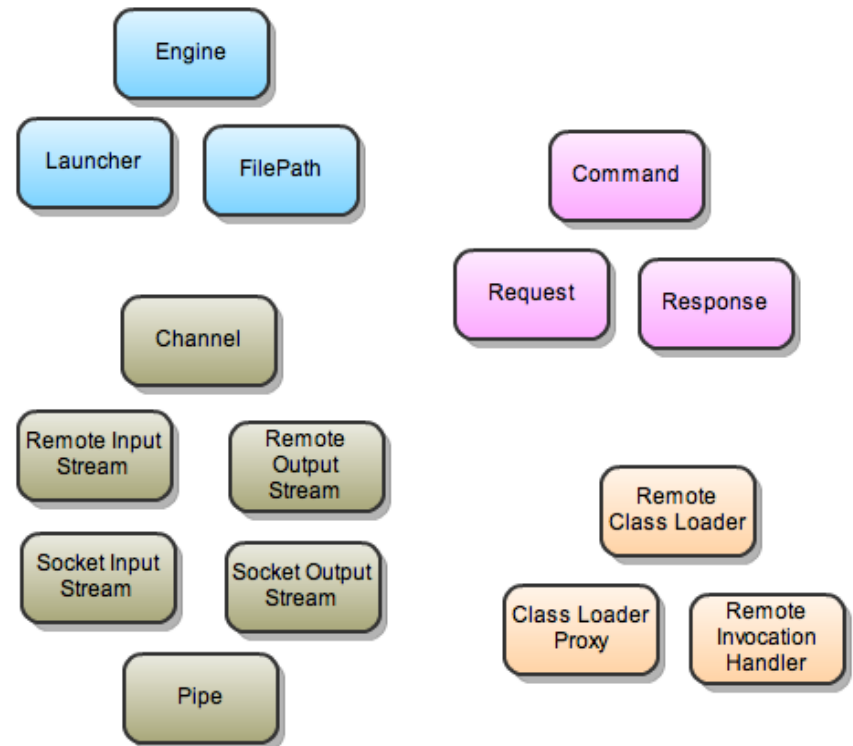 Engine
Launcher
FilePath
Command
Request
Response
Channel
Remote Input
Stream
Remote
Output
Stream
Socket Input
Stream
Socket Output
Stream
Pipe
Remote
Class Loader
Class Loader
Proxy
Remote
Invocation
Handler